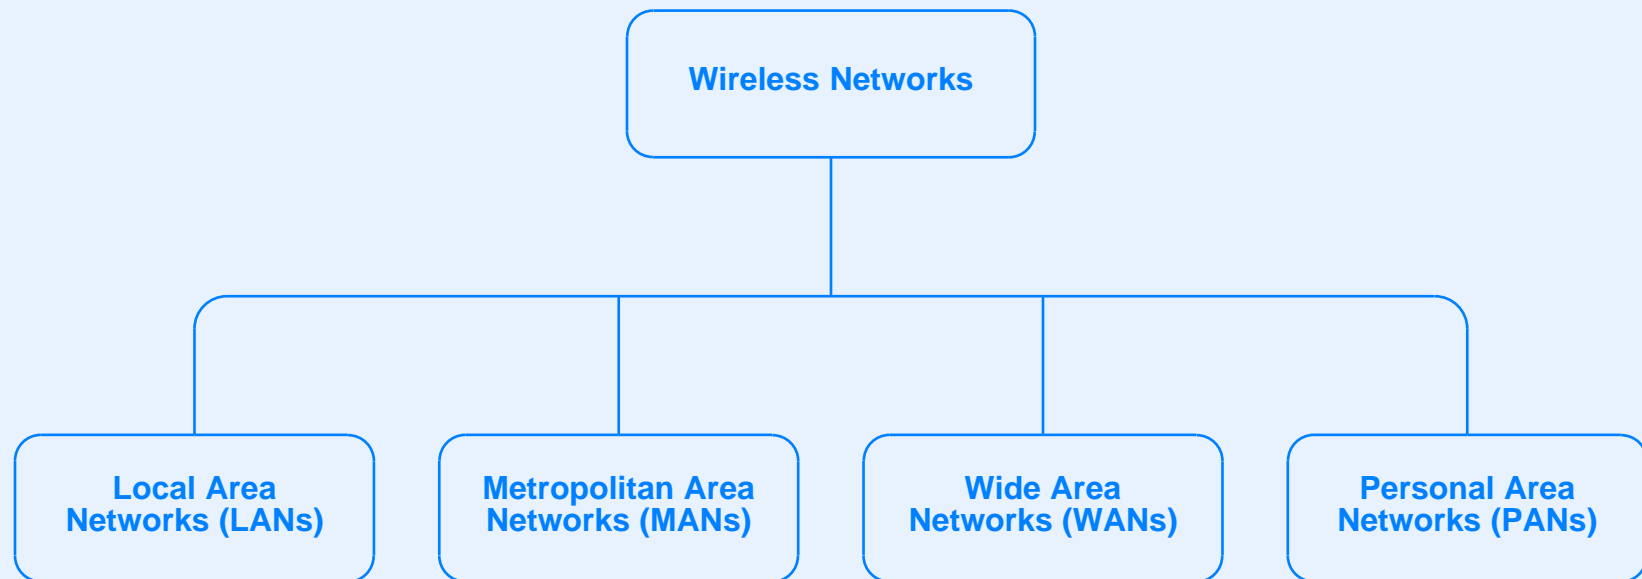 Wireless Networks
Local Area
Networks (LANs)
Metropolitan Area
Networks (MANs)
Wide Area
Networks (WANs)
Personal Area
Networks (PANs)